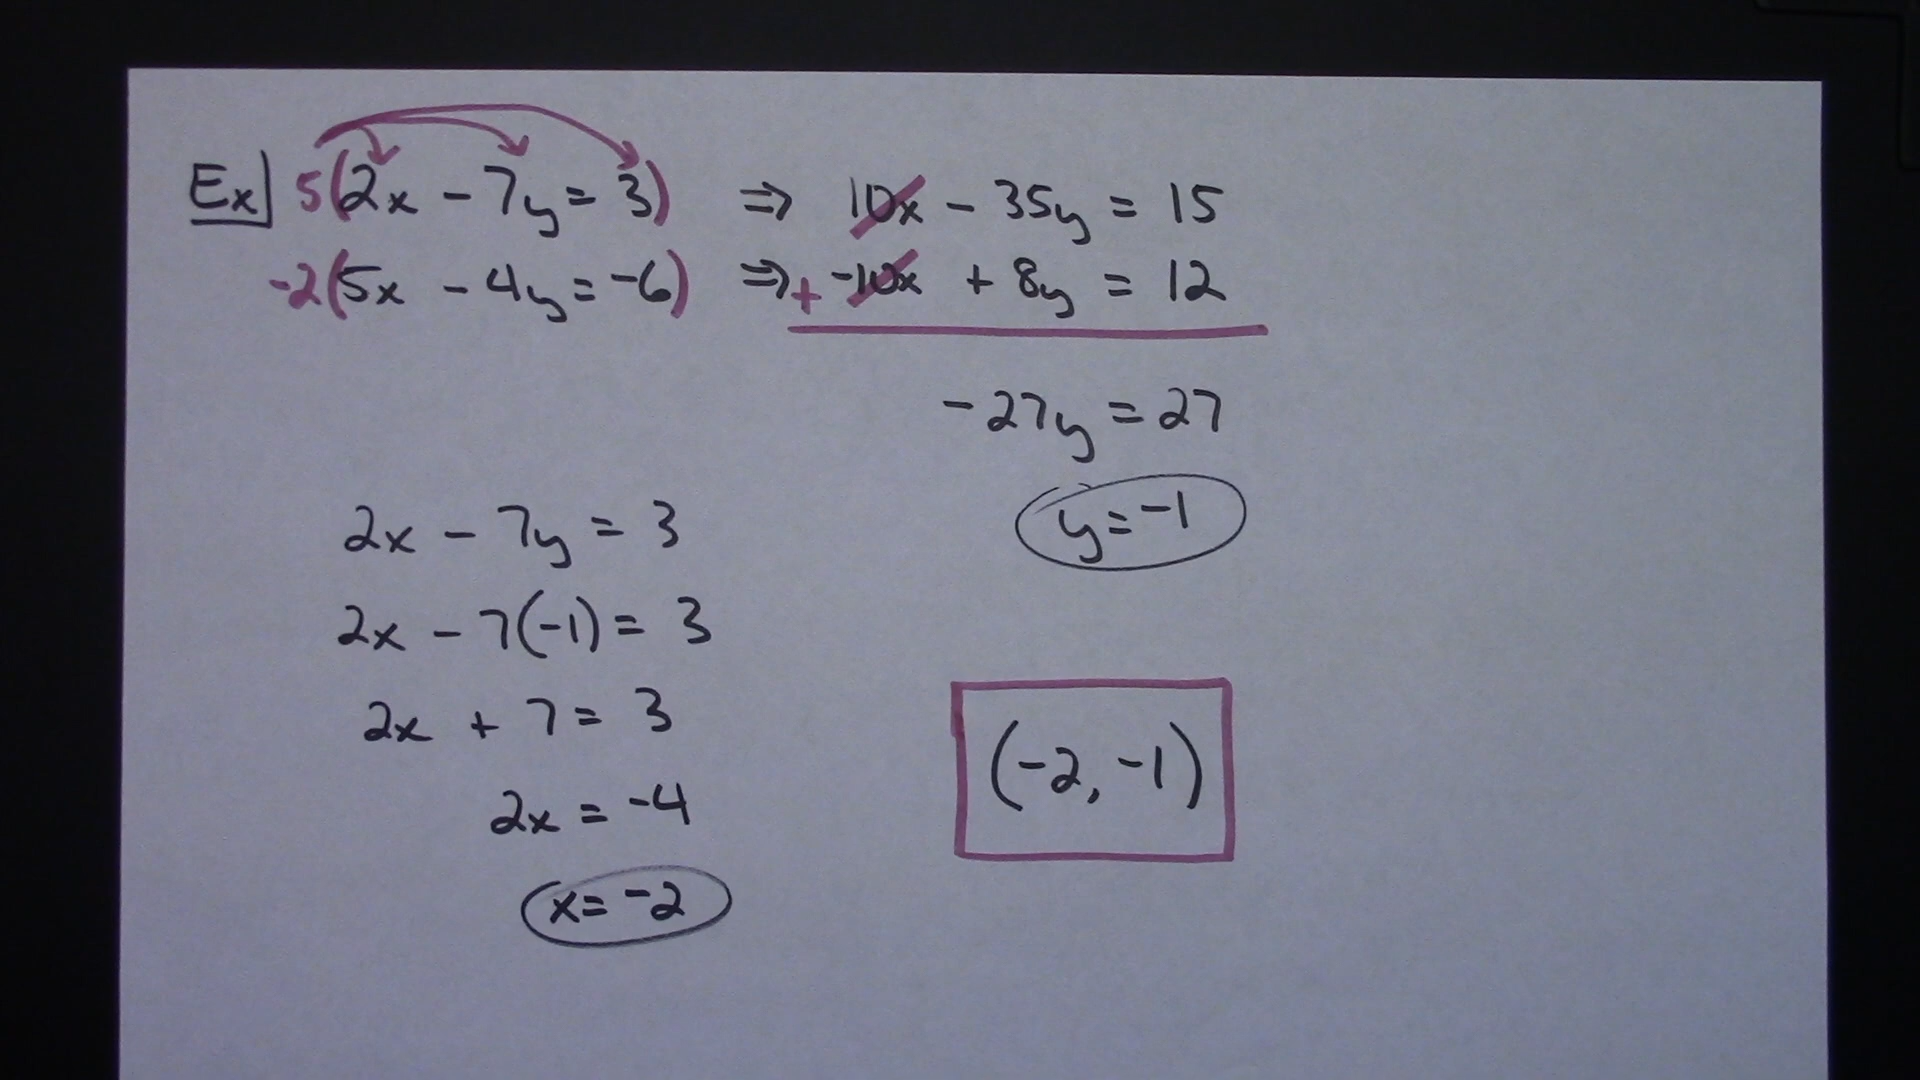 Ex] 5(2x - 7y = 3) ⇒ 10x - 35y = 15
-2(5x - 4y = -6) ⇒ + -10x + 8y = 12
-27y = 27
y = -1
2x - 7y = 3
2x - 7(-1) = 3
2x + 7 = 3
2x = -4
x = -2
(-2, -1)